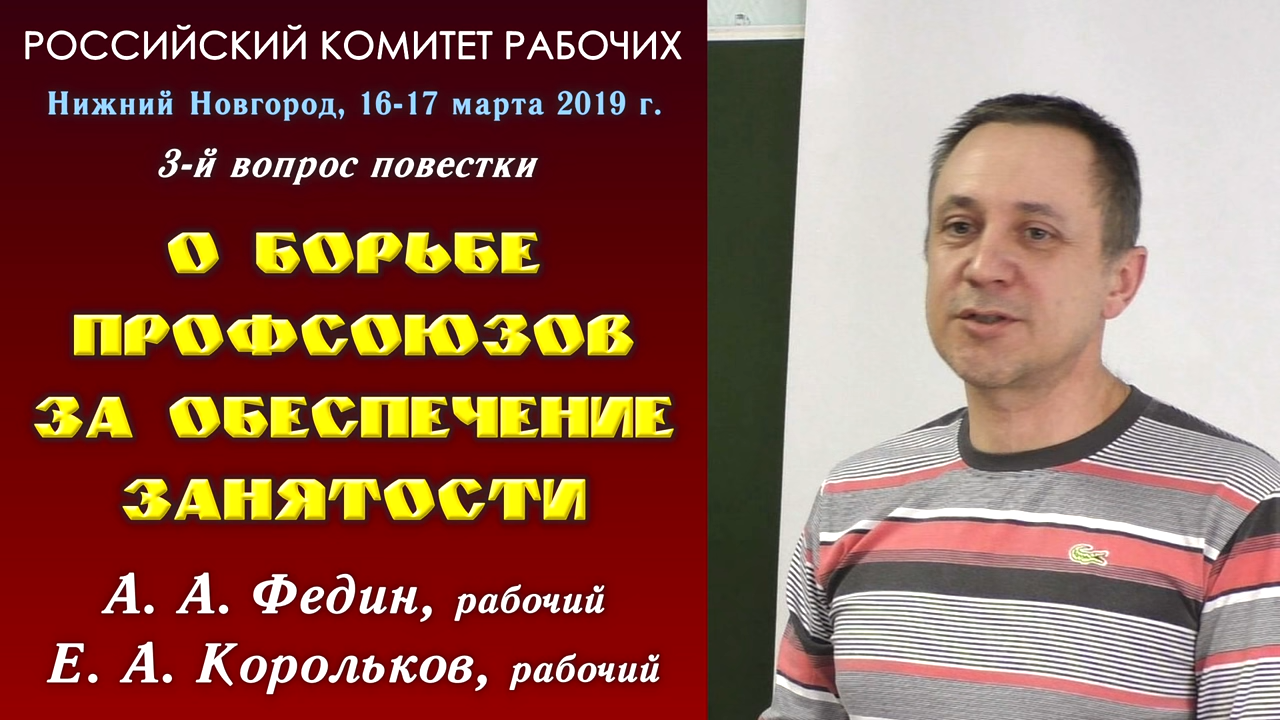 РОССИЙСКИЙ КОМИТЕТ РАБОЧИХ
Нижний Новгород, 16-17 марта 2019 г.
3-й вопрос повестки
О БОРЬБЕ
ПРОФСОЮЗОВ
ЗА ОБЕСПЕЧЕНИЕ
ЗАНЯТОСТИ
А. А. Федин, рабочий
Е. А. Корольков, рабочий